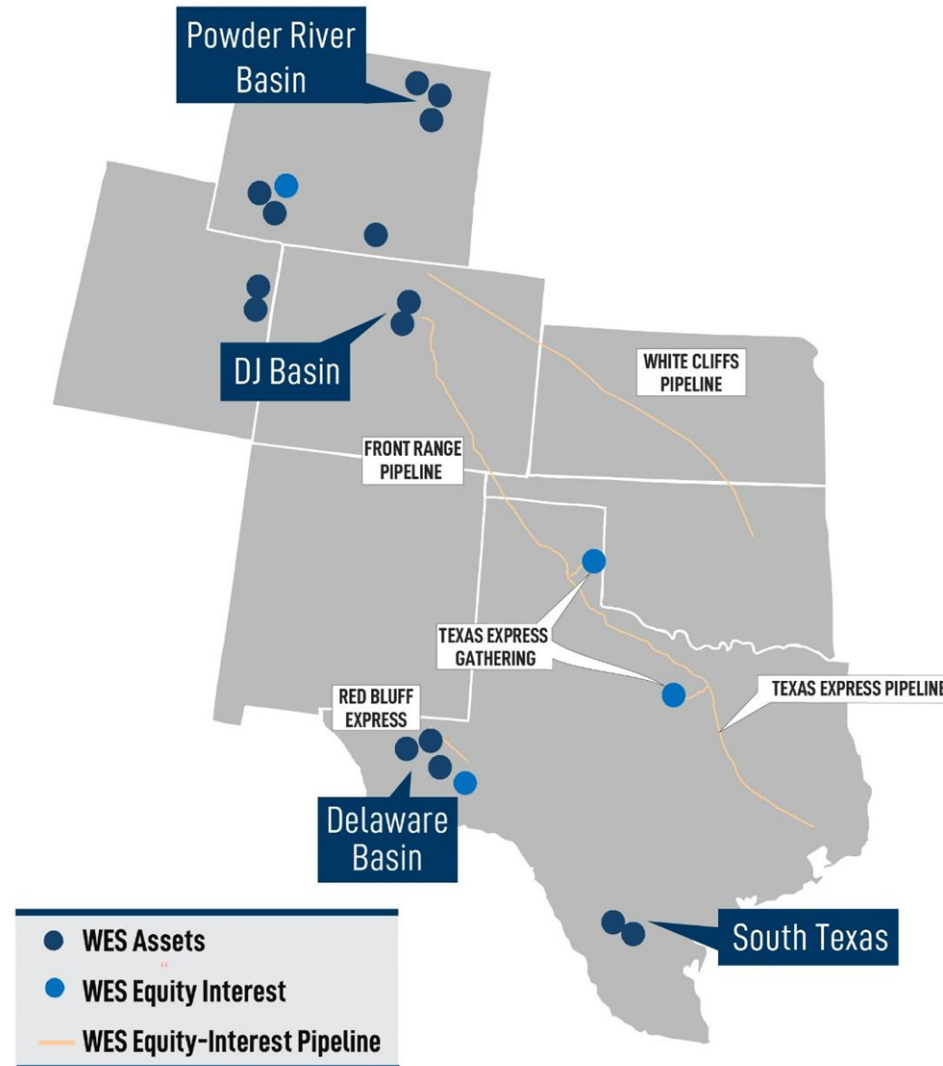 Powder River
Basin
DJ Basin
WHITE CLIFFS
PIPELINE
FRONT RANGE
PIPELINE
TEXAS EXPRESS
GATHERING
TEXAS EXPRESS PIPELINE
RED BLUFF
EXPRESS
Delaware
Basin
South Texas
WES Assets
WES Equity Interest
WES Equity-Interest Pipeline